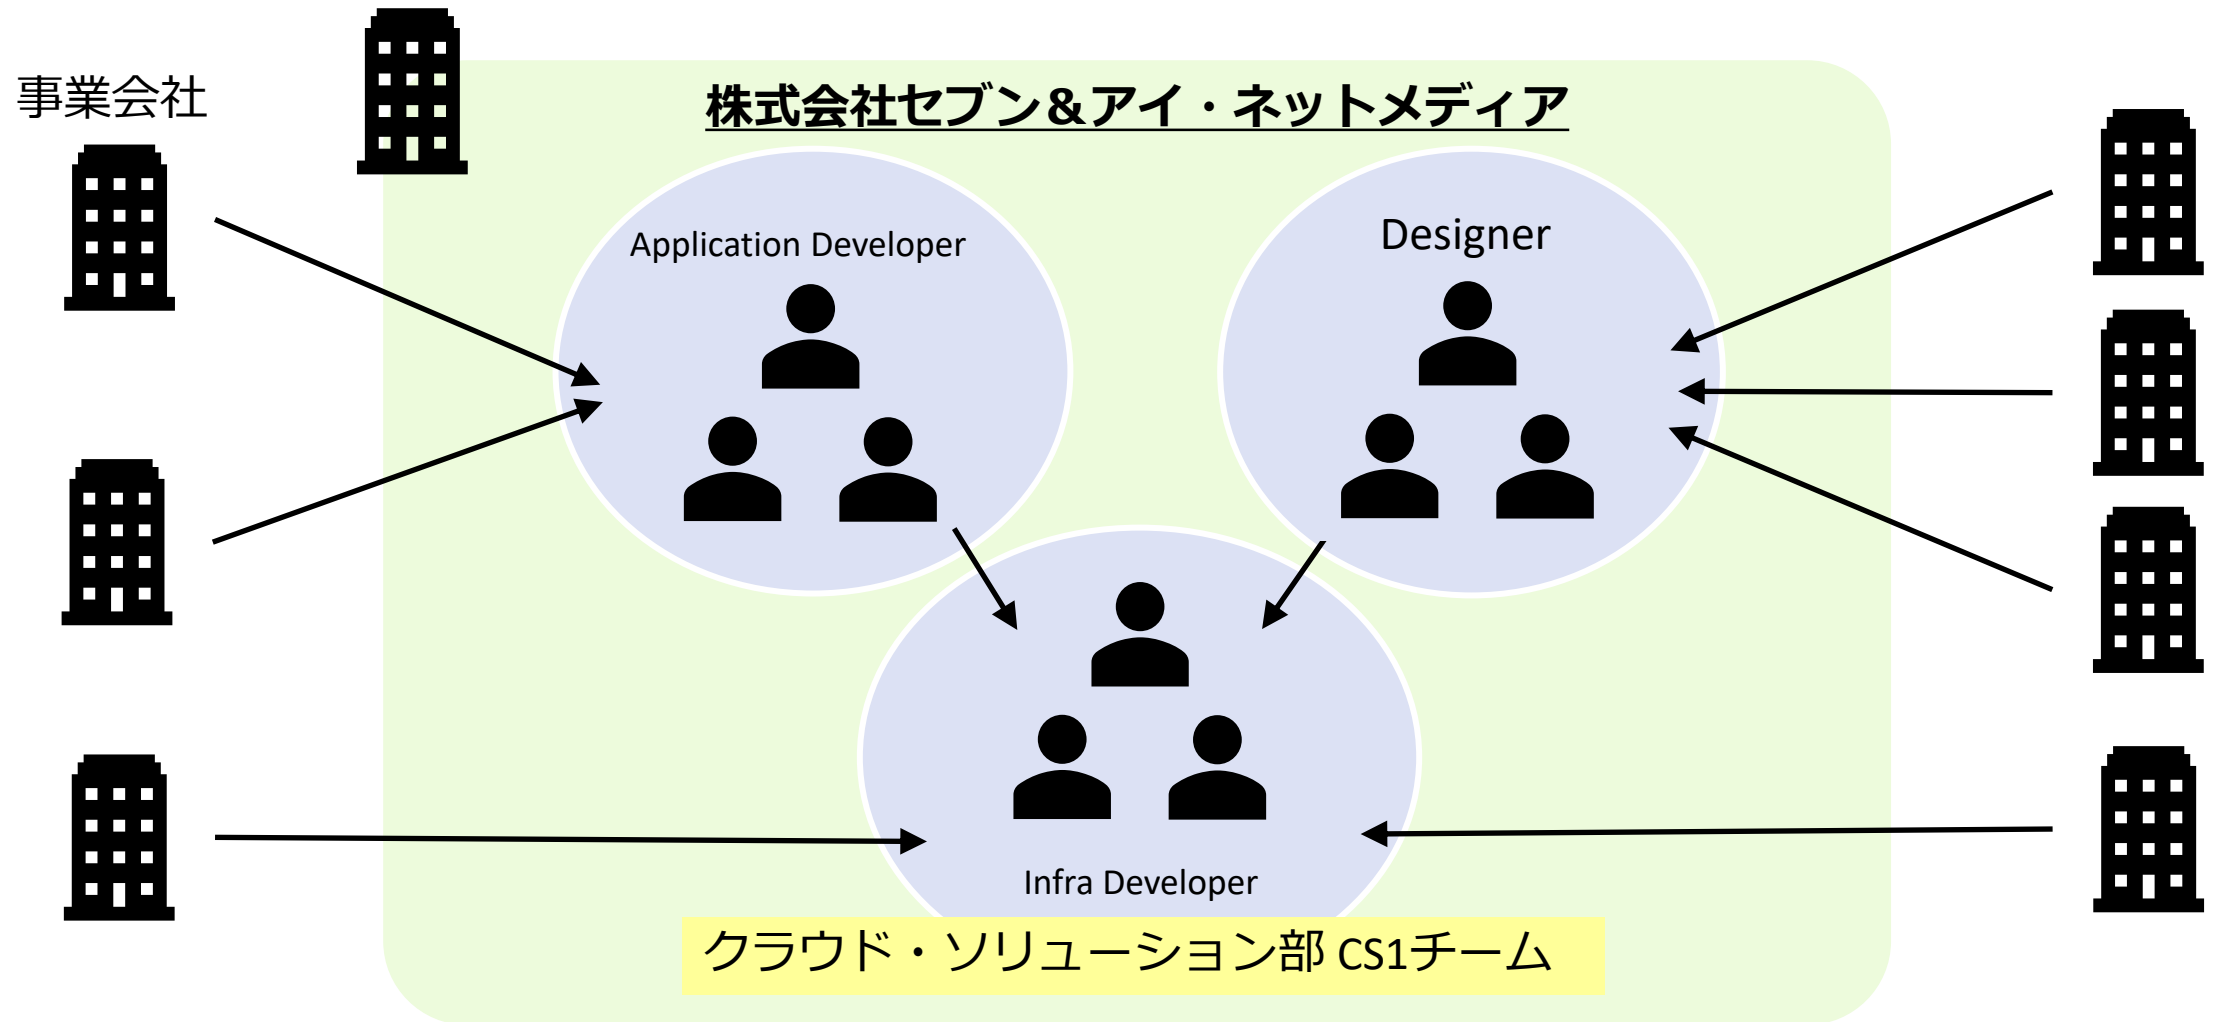 事業会社
株式会社セブン＆アイ・ネットメディア
Application Developer
Designer
Infra Developer
クラウド・ソリューション部 CS1チーム